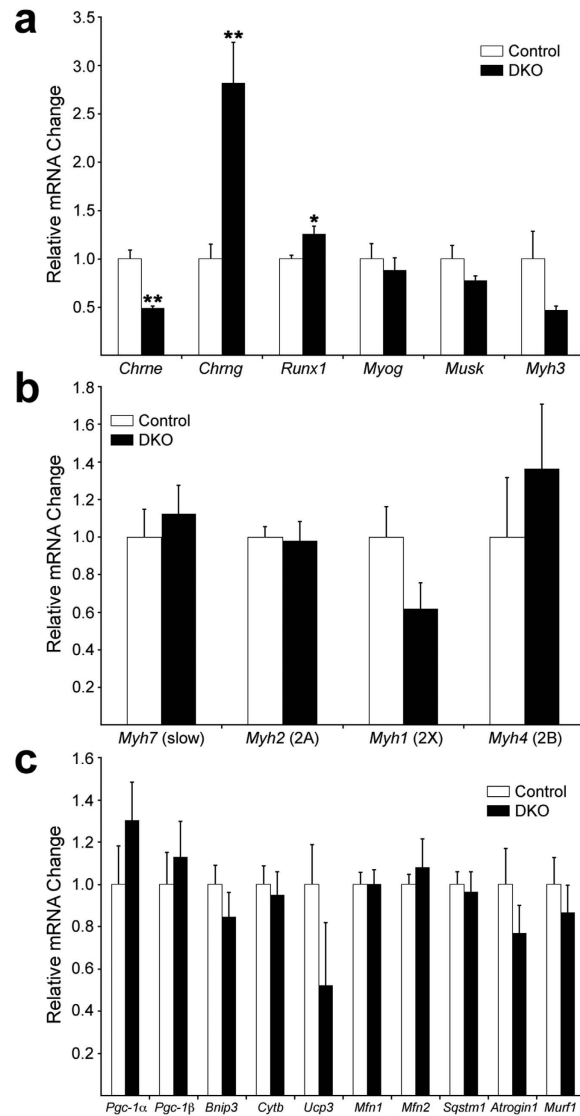 a
3.5
3.0
2.5
2.0
1.5
1.0
0.5
Relative mRNA Change
**
**
*
Control
DKO
Chrne Chrng Runx1 Myog Musk Myh3
b
1.8
1.6
1.4
1.2
1.0
0.8
0.6
0.4
0.2
Relative mRNA Change
Control
DKO
Myh7 (slow) Myh2 (2A) Myh1 (2X) Myh4 (2B)
c
1.6
1.4
1.2
1.0
0.8
0.6
0.4
0.2
Relative mRNA Change
Control
DKO
Pgc-1α Pgc-1β Bnip3 Cytb Ucp3 Mfn1 Mfn2 Sqstm1 Atrogin1 Murf1